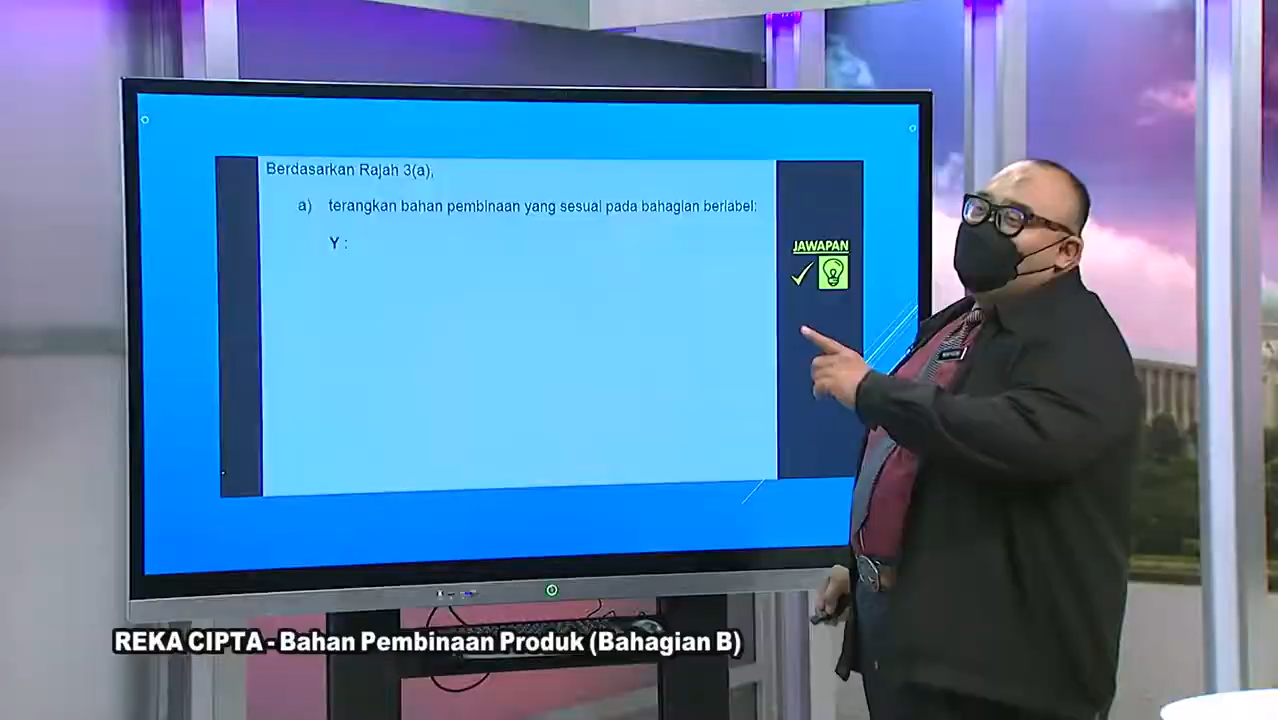 Berdasarkan Rajah 3(a),
a) terangkan bahan pembinaan yang sesuai pada bahagian berlabel:
Y :
JAWAPAN
REKA CIPTA - Bahan Pembinaan Produk (Bahagian B)